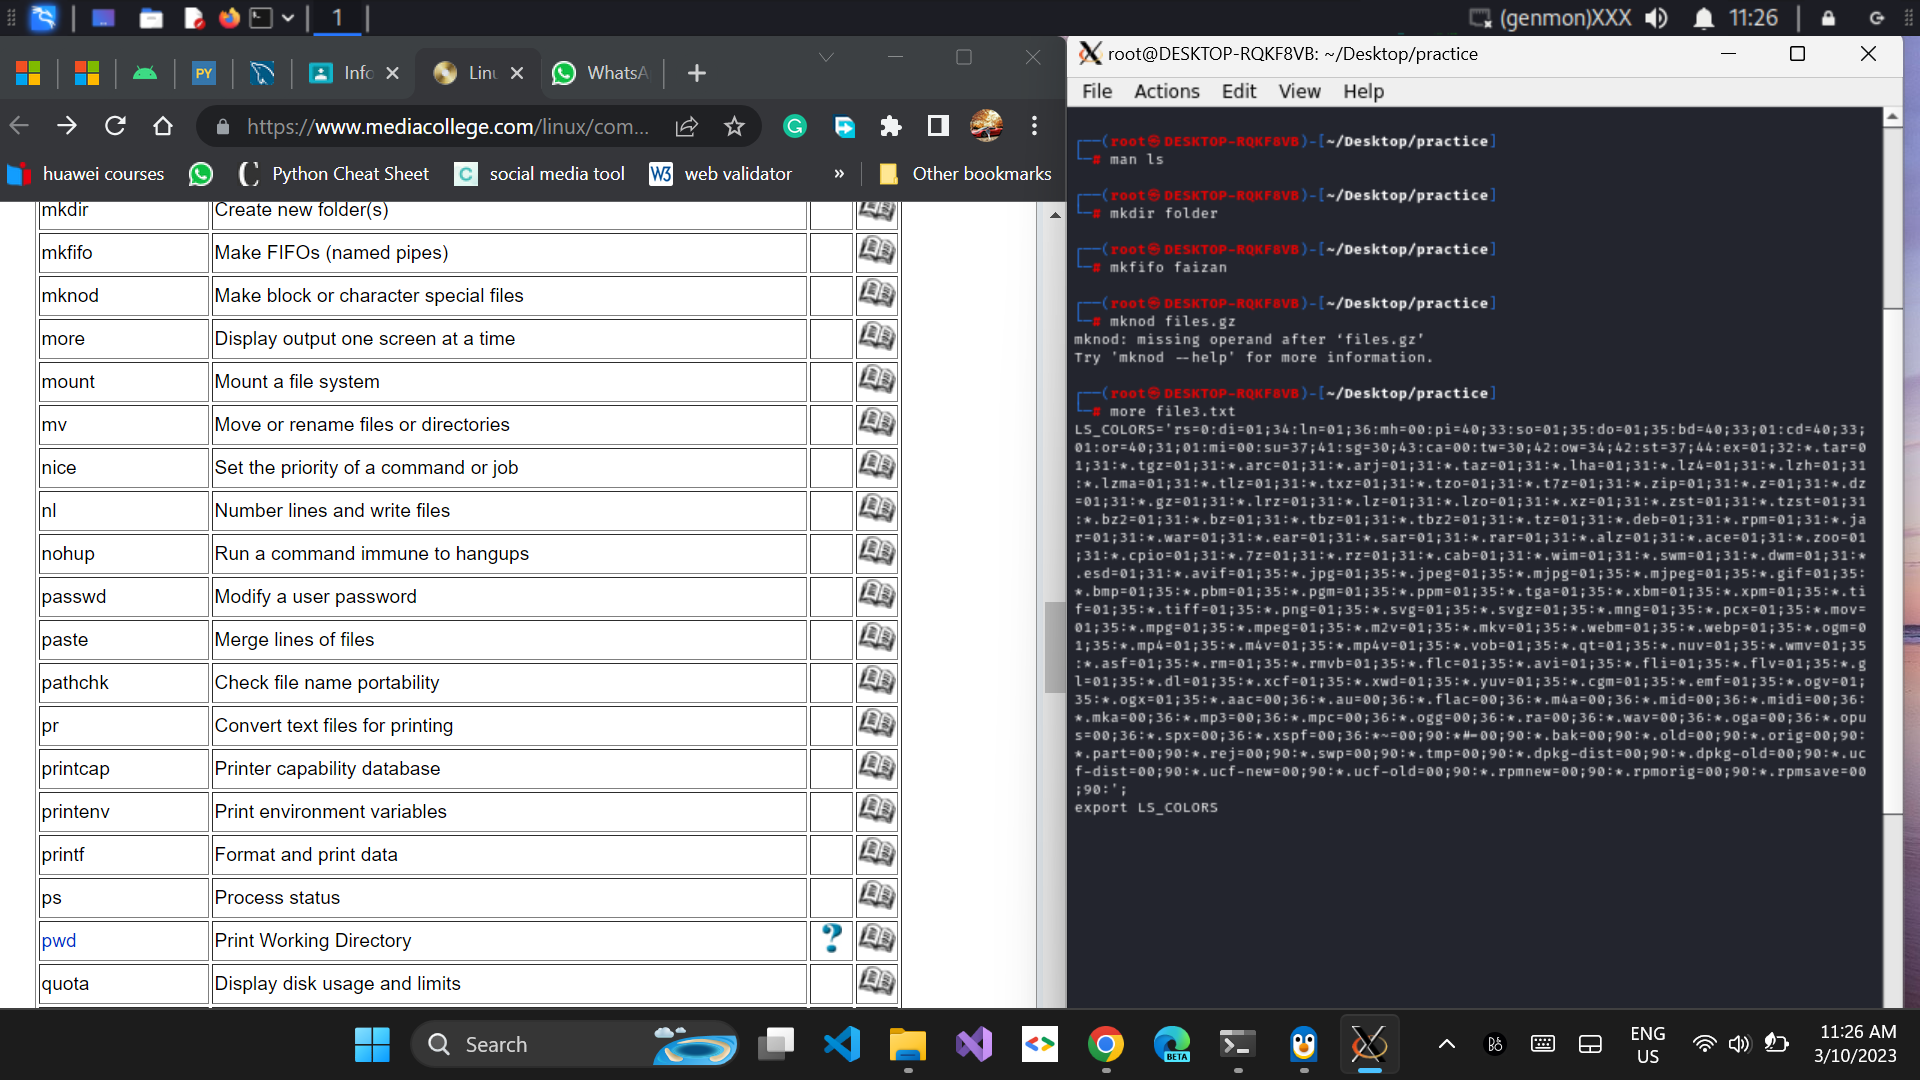 1
(genmon)XXX
11:26
PY
Info
Linu
WhatsA
root@DESKTOP-RQKF8VB: ~/Desktop/practice
https://www.mediacollege.com/linux/com...
File Actions Edit View Help
huawei courses
Python Cheat Sheet
C social media tool
W3 web validator
»
Other bookmarks
mkdir Create new folder(s)
mkfifo Make FIFOs (named pipes)
mknod Make block or character special files
more Display output one screen at a time
mount Mount a file system
mv Move or rename files or directories
nice Set the priority of a command or job
nl Number lines and write files
nohup Run a command immune to hangups
passwd Modify a user password
paste Merge lines of files
pathchk Check file name portability
pr Convert text files for printing
printcap Printer capability database
printenv Print environment variables
printf Format and print data
ps Process status
pwd Print Working Directory ?
quota Display disk usage and limits
(root㉿DESKTOP-RQKF8VB)-[~/Desktop/practice]
# man ls
(root㉿DESKTOP-RQKF8VB)-[~/Desktop/practice]
# mkdir folder
(root㉿DESKTOP-RQKF8VB)-[~/Desktop/practice]
# mkfifo faizan
(root㉿DESKTOP-RQKF8VB)-[~/Desktop/practice]
# mknod files.gz
mknod: missing operand after ‘files.gz’
Try 'mknod --help' for more information.
(root㉿DESKTOP-RQKF8VB)-[~/Desktop/practice]
# more file3.txt
LS_COLORS='rs=0:di=01;34:ln=01;36:mh=00:pi=40;33:so=01;35:do=01;35:bd=40;33;01:cd=40;33;
01:or=40;31;01:mi=00:su=37;41:sg=30;43:ca=00:tw=30;42:ow=34;42:st=37;44:ex=01;32:*.tar=0
1;31:*.tgz=01;31:*.arc=01;31:*.arj=01;31:*.taz=01;31:*.lha=01;31:*.lz4=01;31:*.lzh=01;31
:*.lzma=01;31:*.tlz=01;31:*.txz=01;31:*.tzo=01;31:*.t7z=01;31:*.zip=01;31:*.z=01;31:*.dz
=01;31:*.gz=01;31:*.lrz=01;31:*.lz=01;31:*.lzo=01;31:*.xz=01;31:*.zst=01;31:*.tzst=01;31
:*.bz2=01;31:*.bz=01;31:*.tbz=01;31:*.tbz2=01;31:*.tz=01;31:*.deb=01;31:*.rpm=01;31:*.ja
r=01;31:*.war=01;31:*.ear=01;31:*.sar=01;31:*.rar=01;31:*.alz=01;31:*.ace=01;31:*.zoo=01
;31:*.cpio=01;31:*.7z=01;31:*.rz=01;31:*.cab=01;31:*.wim=01;31:*.swm=01;31:*.dwm=01;31:*
.esd=01;31:*.avif=01;35:*.jpg=01;35:*.jpeg=01;35:*.mjpg=01;35:*.mjpeg=01;35:*.gif=01;35:
*.bmp=01;35:*.pbm=01;35:*.pgm=01;35:*.ppm=01;35:*.tga=01;35:*.xbm=01;35:*.xpm=01;35:*.ti
f=01;35:*.tiff=01;35:*.png=01;35:*.svg=01;35:*.svgz=01;35:*.mng=01;35:*.pcx=01;35:*.mov=
01;35:*.mpg=01;35:*.mpeg=01;35:*.m2v=01;35:*.mkv=01;35:*.webm=01;35:*.webp=01;35:*.ogm=0
1;35:*.mp4=01;35:*.m4v=01;35:*.mp4v=01;35:*.vob=01;35:*.qt=01;35:*.nuv=01;35:*.wmv=01;35
:*.asf=01;35:*.rm=01;35:*.rmvb=01;35:*.flc=01;35:*.avi=01;35:*.fli=01;35:*.flv=01;35:*.g
l=01;35:*.dl=01;35:*.xcf=01;35:*.xwd=01;35:*.yuv=01;35:*.cgm=01;35:*.emf=01;35:*.ogv=01;
35:*.ogx=01;35:*.aac=00;36:*.au=00;36:*.flac=00;36:*.m4a=00;36:*.mid=00;36:*.midi=00;36:
*.mka=00;36:*.mp3=00;36:*.mpc=00;36:*.ogg=00;36:*.ra=00;36:*.wav=00;36:*.oga=00;36:*.opu
s=00;36:*.spx=00;36:*.xspf=00;36:*~=00;90:*#=00;90:*.bak=00;90:*.old=00;90:*.orig=00;90:
*.part=00;90:*.rej=00;90:*.swp=00;90:*.tmp=00;90:*.dpkg-dist=00;90:*.dpkg-old=00;90:*.uc
f-dist=00;90:*.ucf-new=00;90:*.ucf-old=00;90:*.rpmnew=00;90:*.rpmorig=00;90:*.rpmsave=00
;90:';
export LS_COLORS
Search
BETA
ENG
US
11:26 AM
3/10/2023